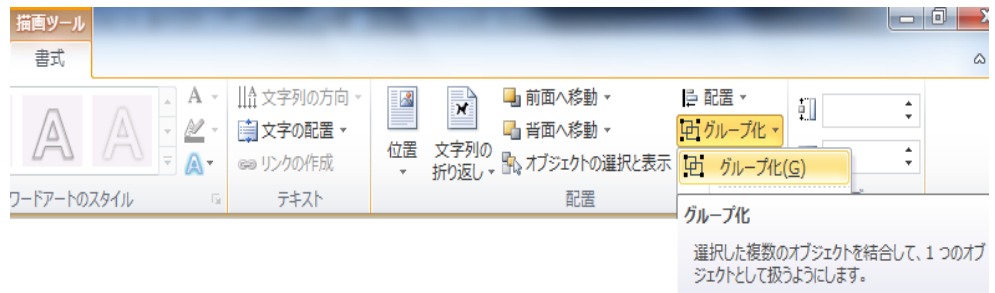 描画ツール
書式
A
文字列の方向
文字の配置
リンクの作成
A A A
位置
文字列の
折り返し
前面へ移動
背面へ移動
オブジェクトの選択と表示
配置
グループ化
グループ化(G)
ワードアートのスタイル
テキスト
配置
グループ化
選択した複数のオブジェクトを結合して、1 つのオブ
ジェクトとして扱うようにします。